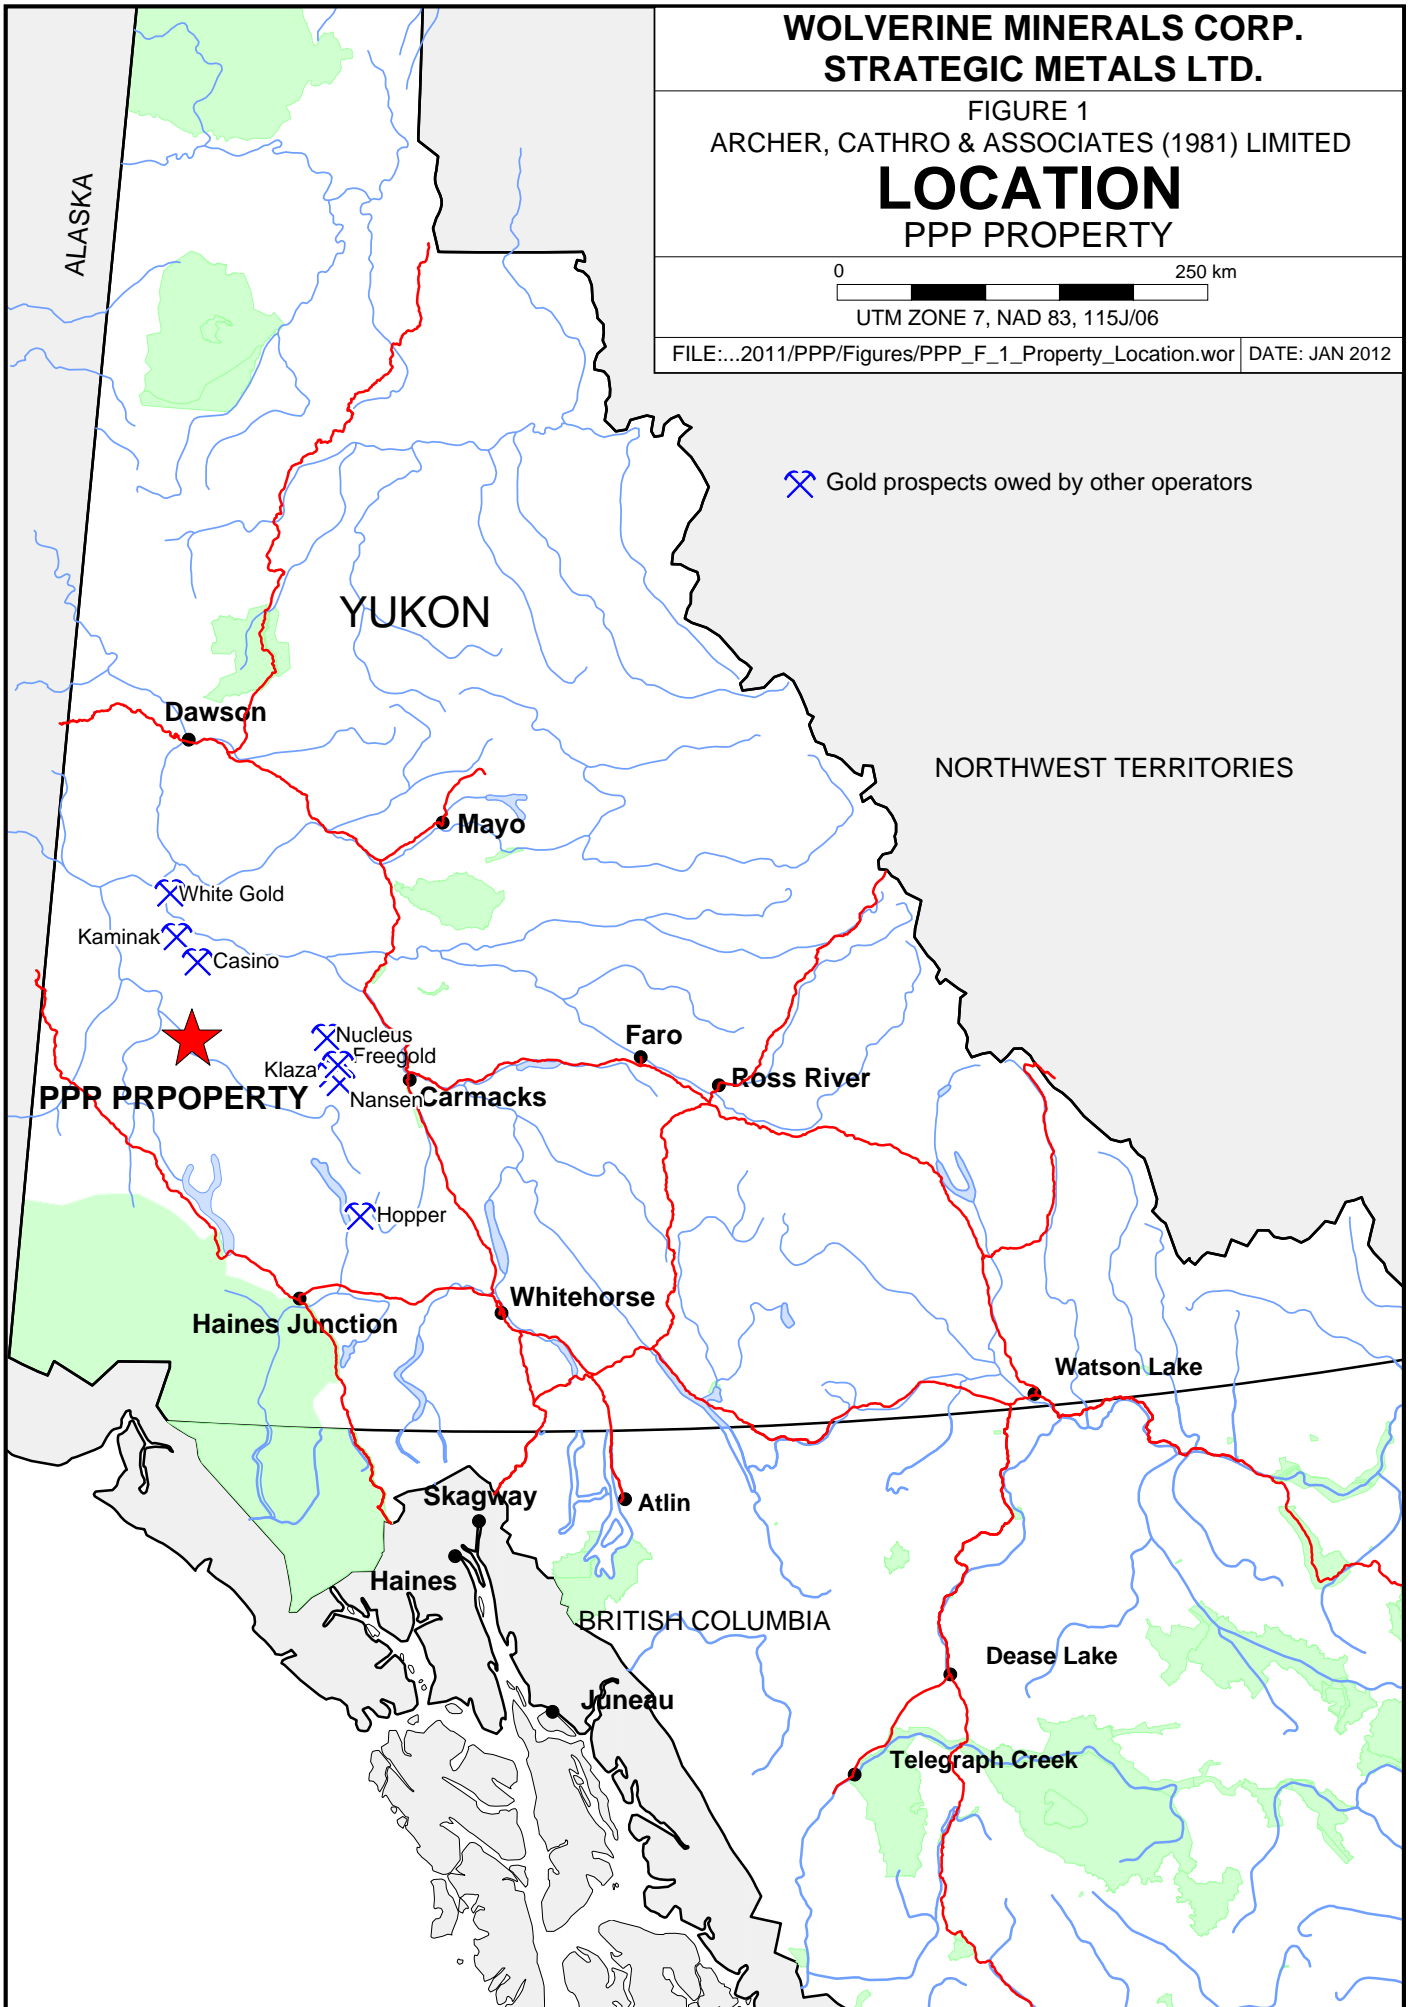 WOLVERINE MINERALS CORP.
STRATEGIC METALS LTD.
FIGURE 1
ARCHER, CATHRO & ASSOCIATES (1981) LIMITED
LOCATION
PPP PROPERTY
0 250 km
UTM ZONE 7, NAD 83, 115J/06
FILE:...2011/PPP/Figures/PPP_F_1_Property_Location.wor DATE: JAN 2012
ALASKA
Gold prospects owed by other operators
YUKON
Dawson
NORTHWEST TERRITORIES
Mayo
White Gold
Kaminak
Casino
Nucleus
Freegold
Klaza
Nansen
PPP PRPOPERTY
Carmacks
Faro
Ross River
Hopper
Whitehorse
Haines Junction
Watson Lake
Skagway
Atlin
Haines
BRITISH COLUMBIA
Dease Lake
Juneau
Telegraph Creek